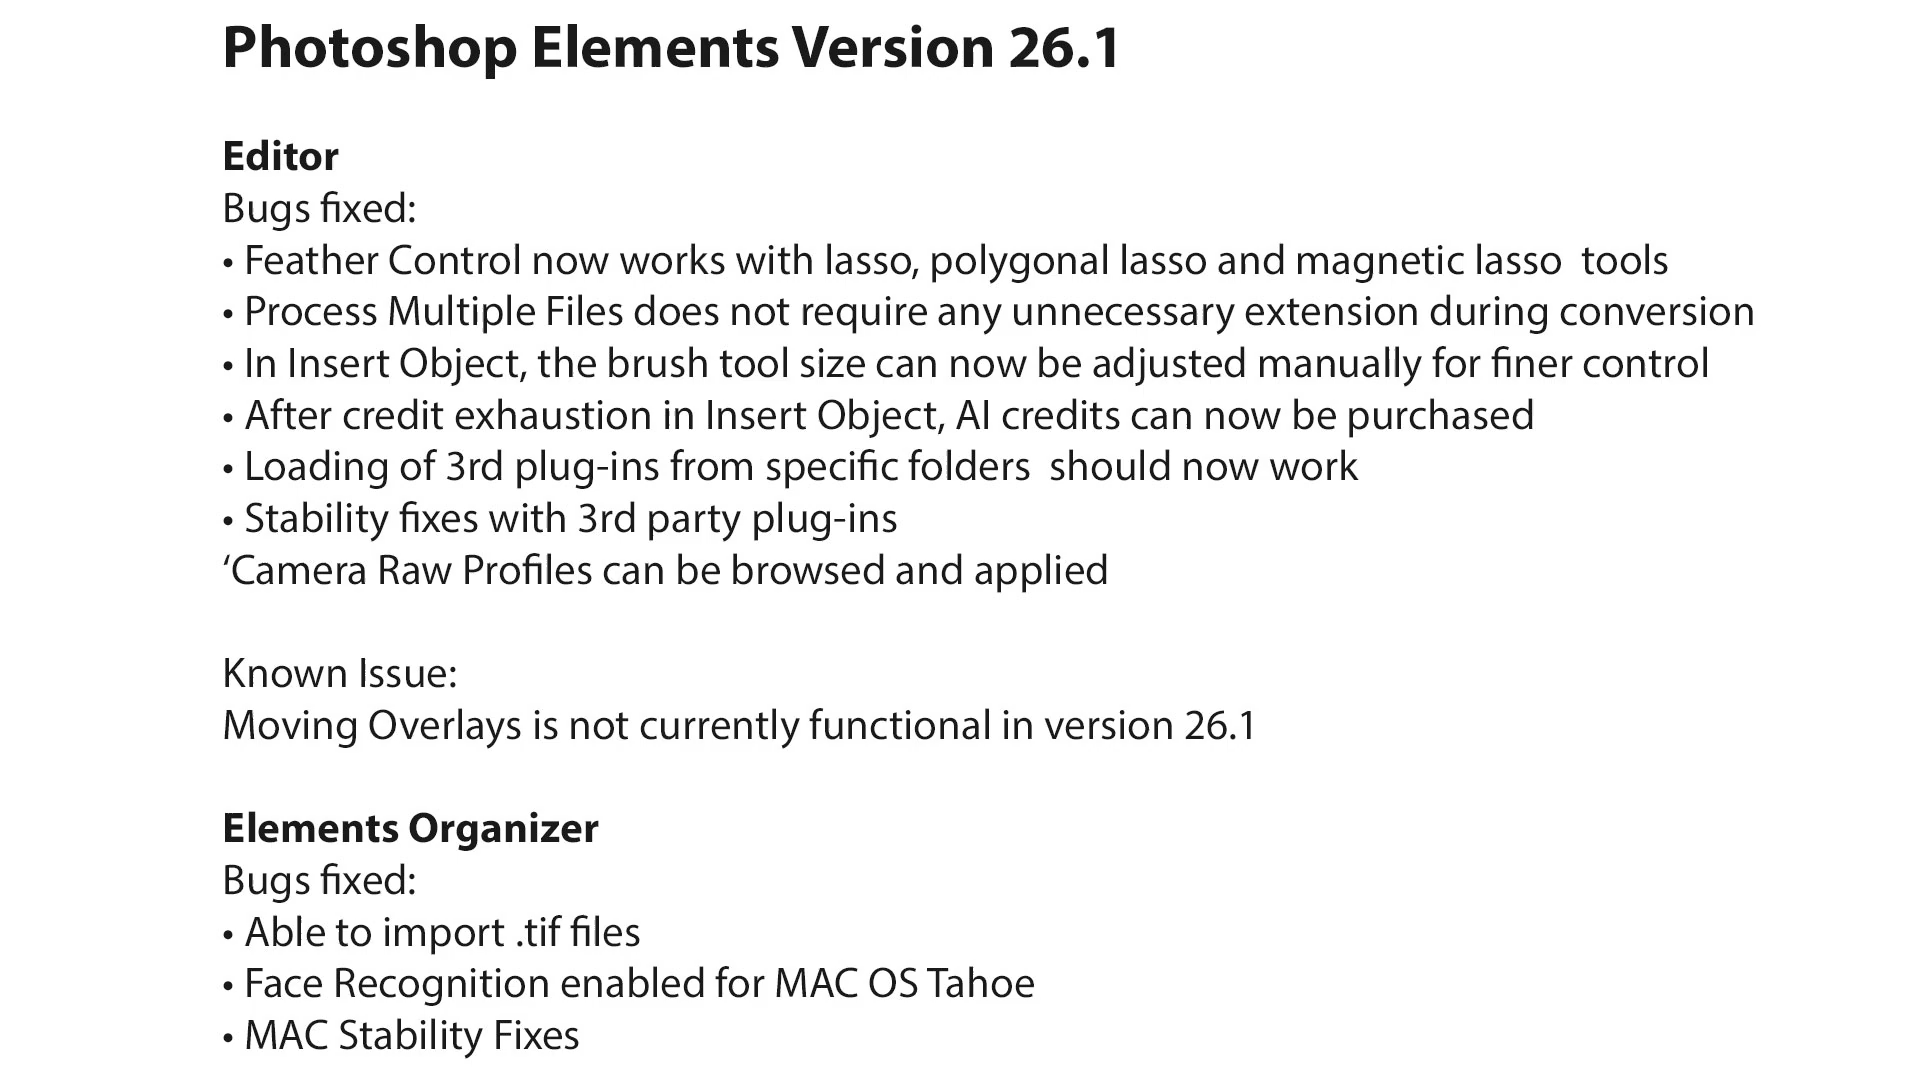 Photoshop Elements Version 26.1
Editor
Bugs fixed:
• Feather Control now works with lasso, polygonal lasso and magnetic lasso  tools
• Process Multiple Files does not require any unnecessary extension during conversion
• In Insert Object, the brush tool size can now be adjusted manually for finer control
• After credit exhaustion in Insert Object, AI credits can now be purchased
• Loading of 3rd plug-ins from specific folders  should now work
• Stability fixes with 3rd party plug-ins
‘Camera Raw Profiles can be browsed and applied
Known Issue:
Moving Overlays is not currently functional in version 26.1
Elements Organizer
Bugs fixed:
• Able to import .tif files
• Face Recognition enabled for MAC OS Tahoe
• MAC Stability Fixes